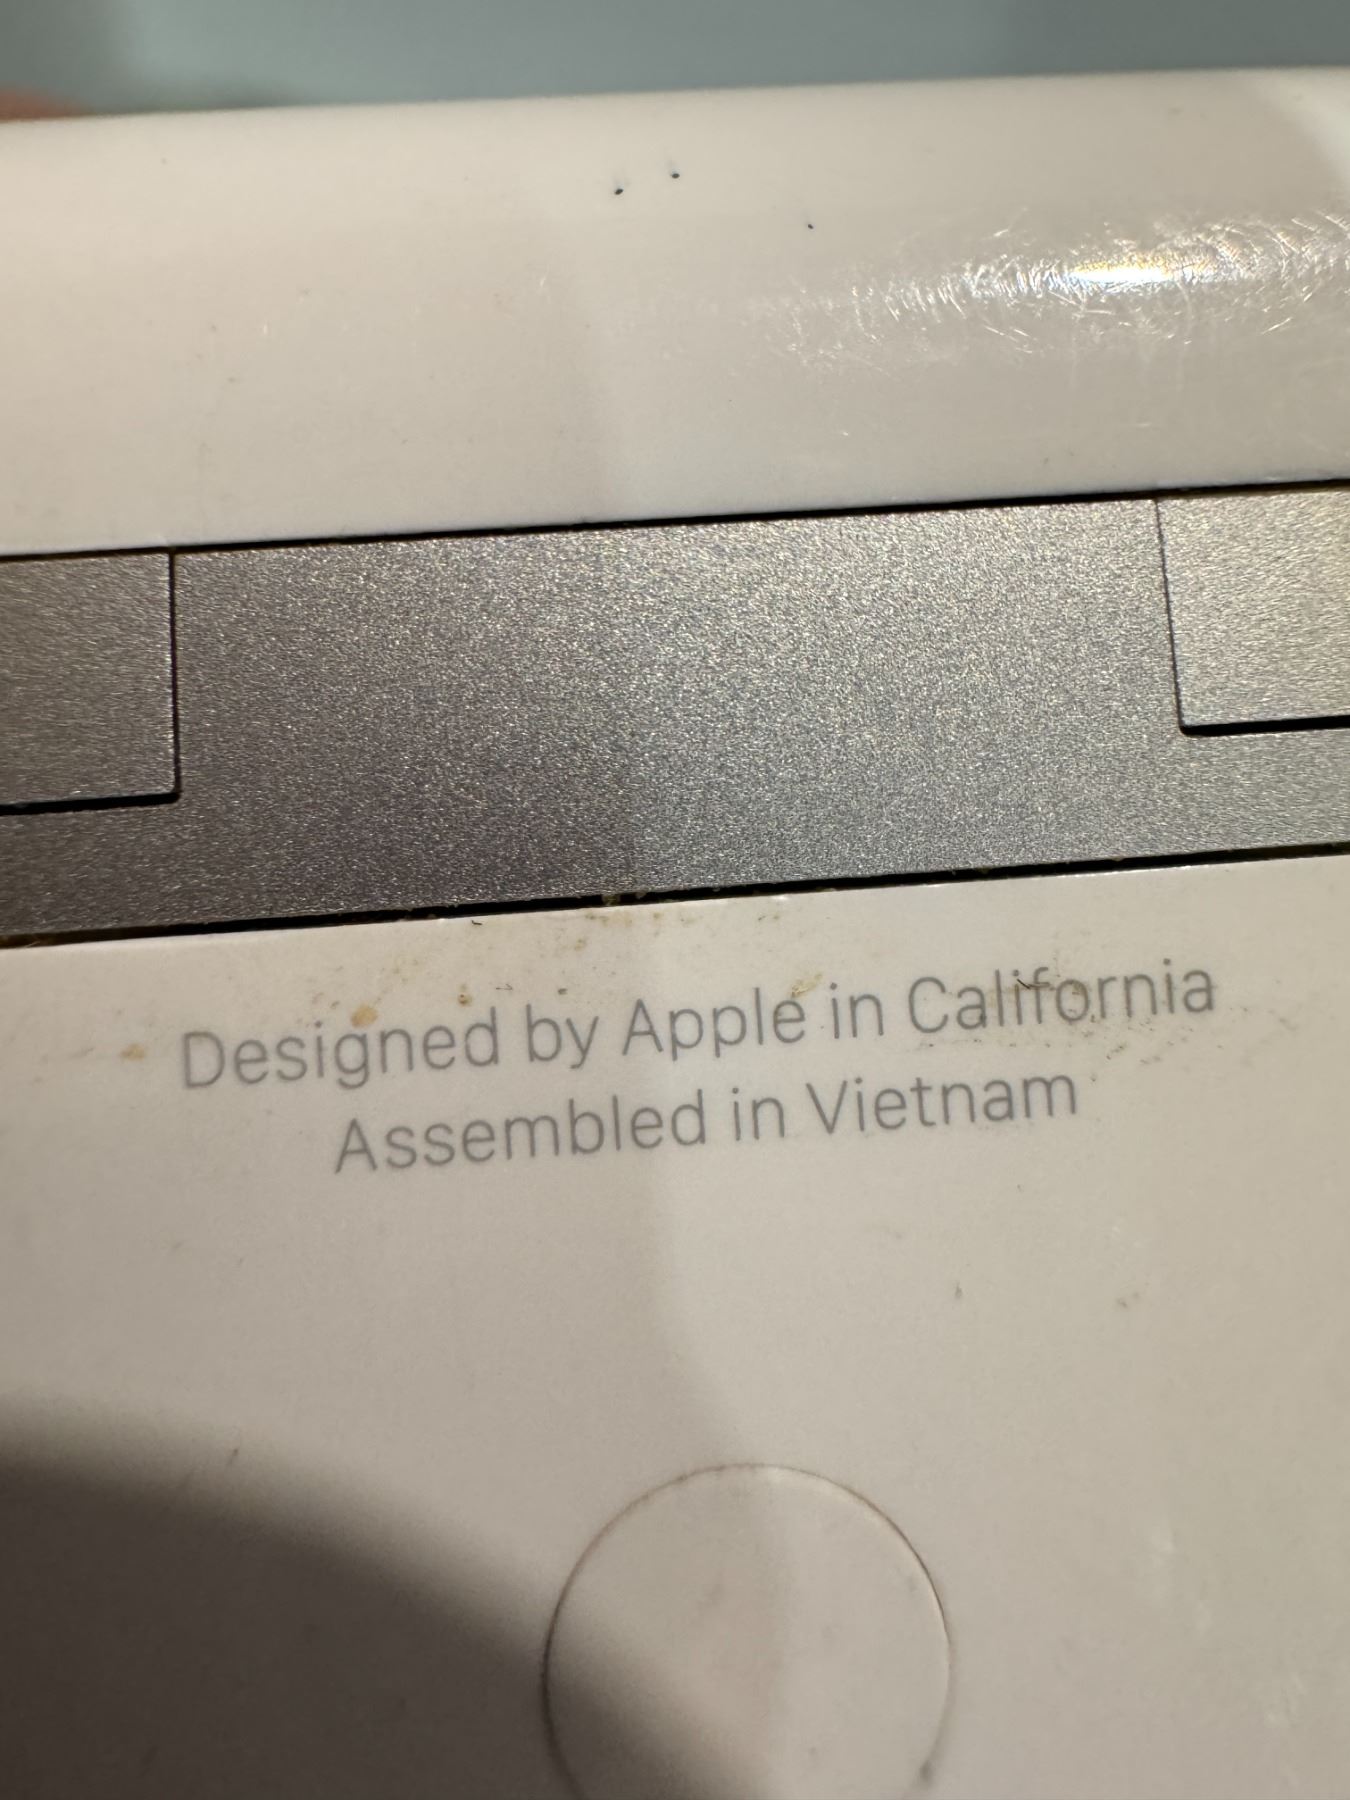 Designed by Apple in California
Assembled in Vietnam